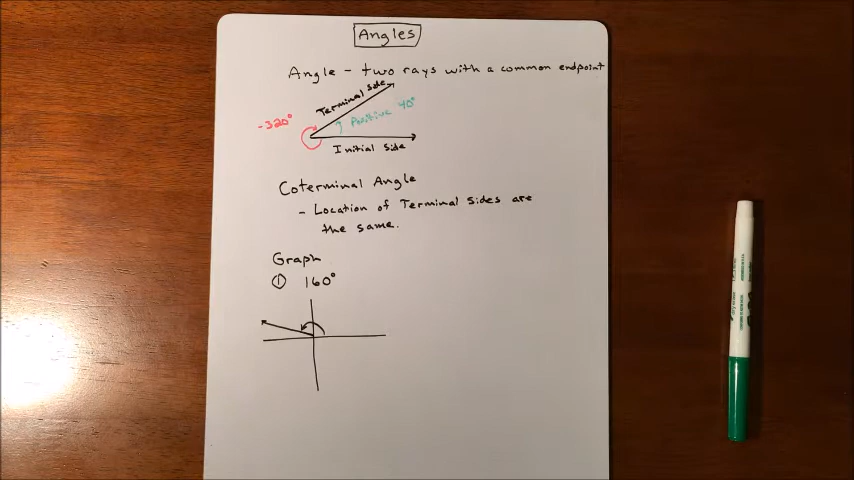 Angles
Angle - two rays with a common endpoint
Terminal side
-320°
Positive 40°
Initial Side
Coterminal Angle
- Location of Terminal Sides are
the same.
Graph
① 160°